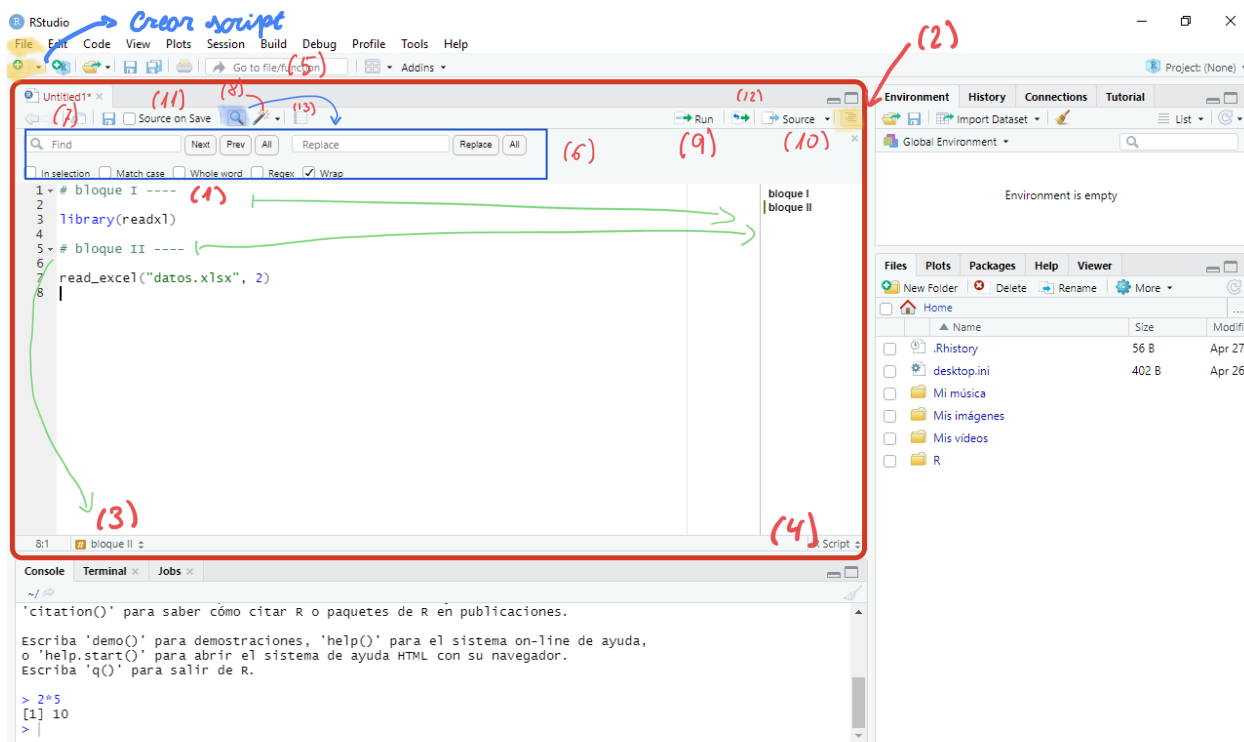 RStudio
Crear script
File Edit Code View Plots Session Build Debug Profile Tools Help
(2)
Go to file/function (5) Addins
Project: (None)
Untitled1*
(11) (8) (13) (12)
(7) Source on Save Run Source
(9) (10)
Find Next Prev All Replace Replace All
(6)
In selection Match case Whole word Regex Wrap
1 # bloque I ----
(1)
2
3 library(readxl)
4
5 # bloque II ----
6
7 read_excel("datos.xlsx", 2)
8
bloque I
bloque II
(3)
(4)
8:1 # bloque II Script
Environment History Connections Tutorial
Import Dataset List
Global Environment
Environment is empty
Files Plots Packages Help Viewer
New Folder Delete Rename More
Home ...
Name Size Modifi
.Rhistory 56 B Apr 27
desktop.ini 402 B Apr 26
Mi música
Mis imágenes
Mis vídeos
R
Console Terminal Jobs
~/
'citation()' para saber cómo citar R o paquetes de R en publicaciones.
Escriba 'demo()' para demostraciones, 'help()' para el sistema on-line de ayuda,
o 'help.start()' para abrir el sistema de ayuda HTML con su navegador.
Escriba 'q()' para salir de R.
> 2*5
[1] 10
>